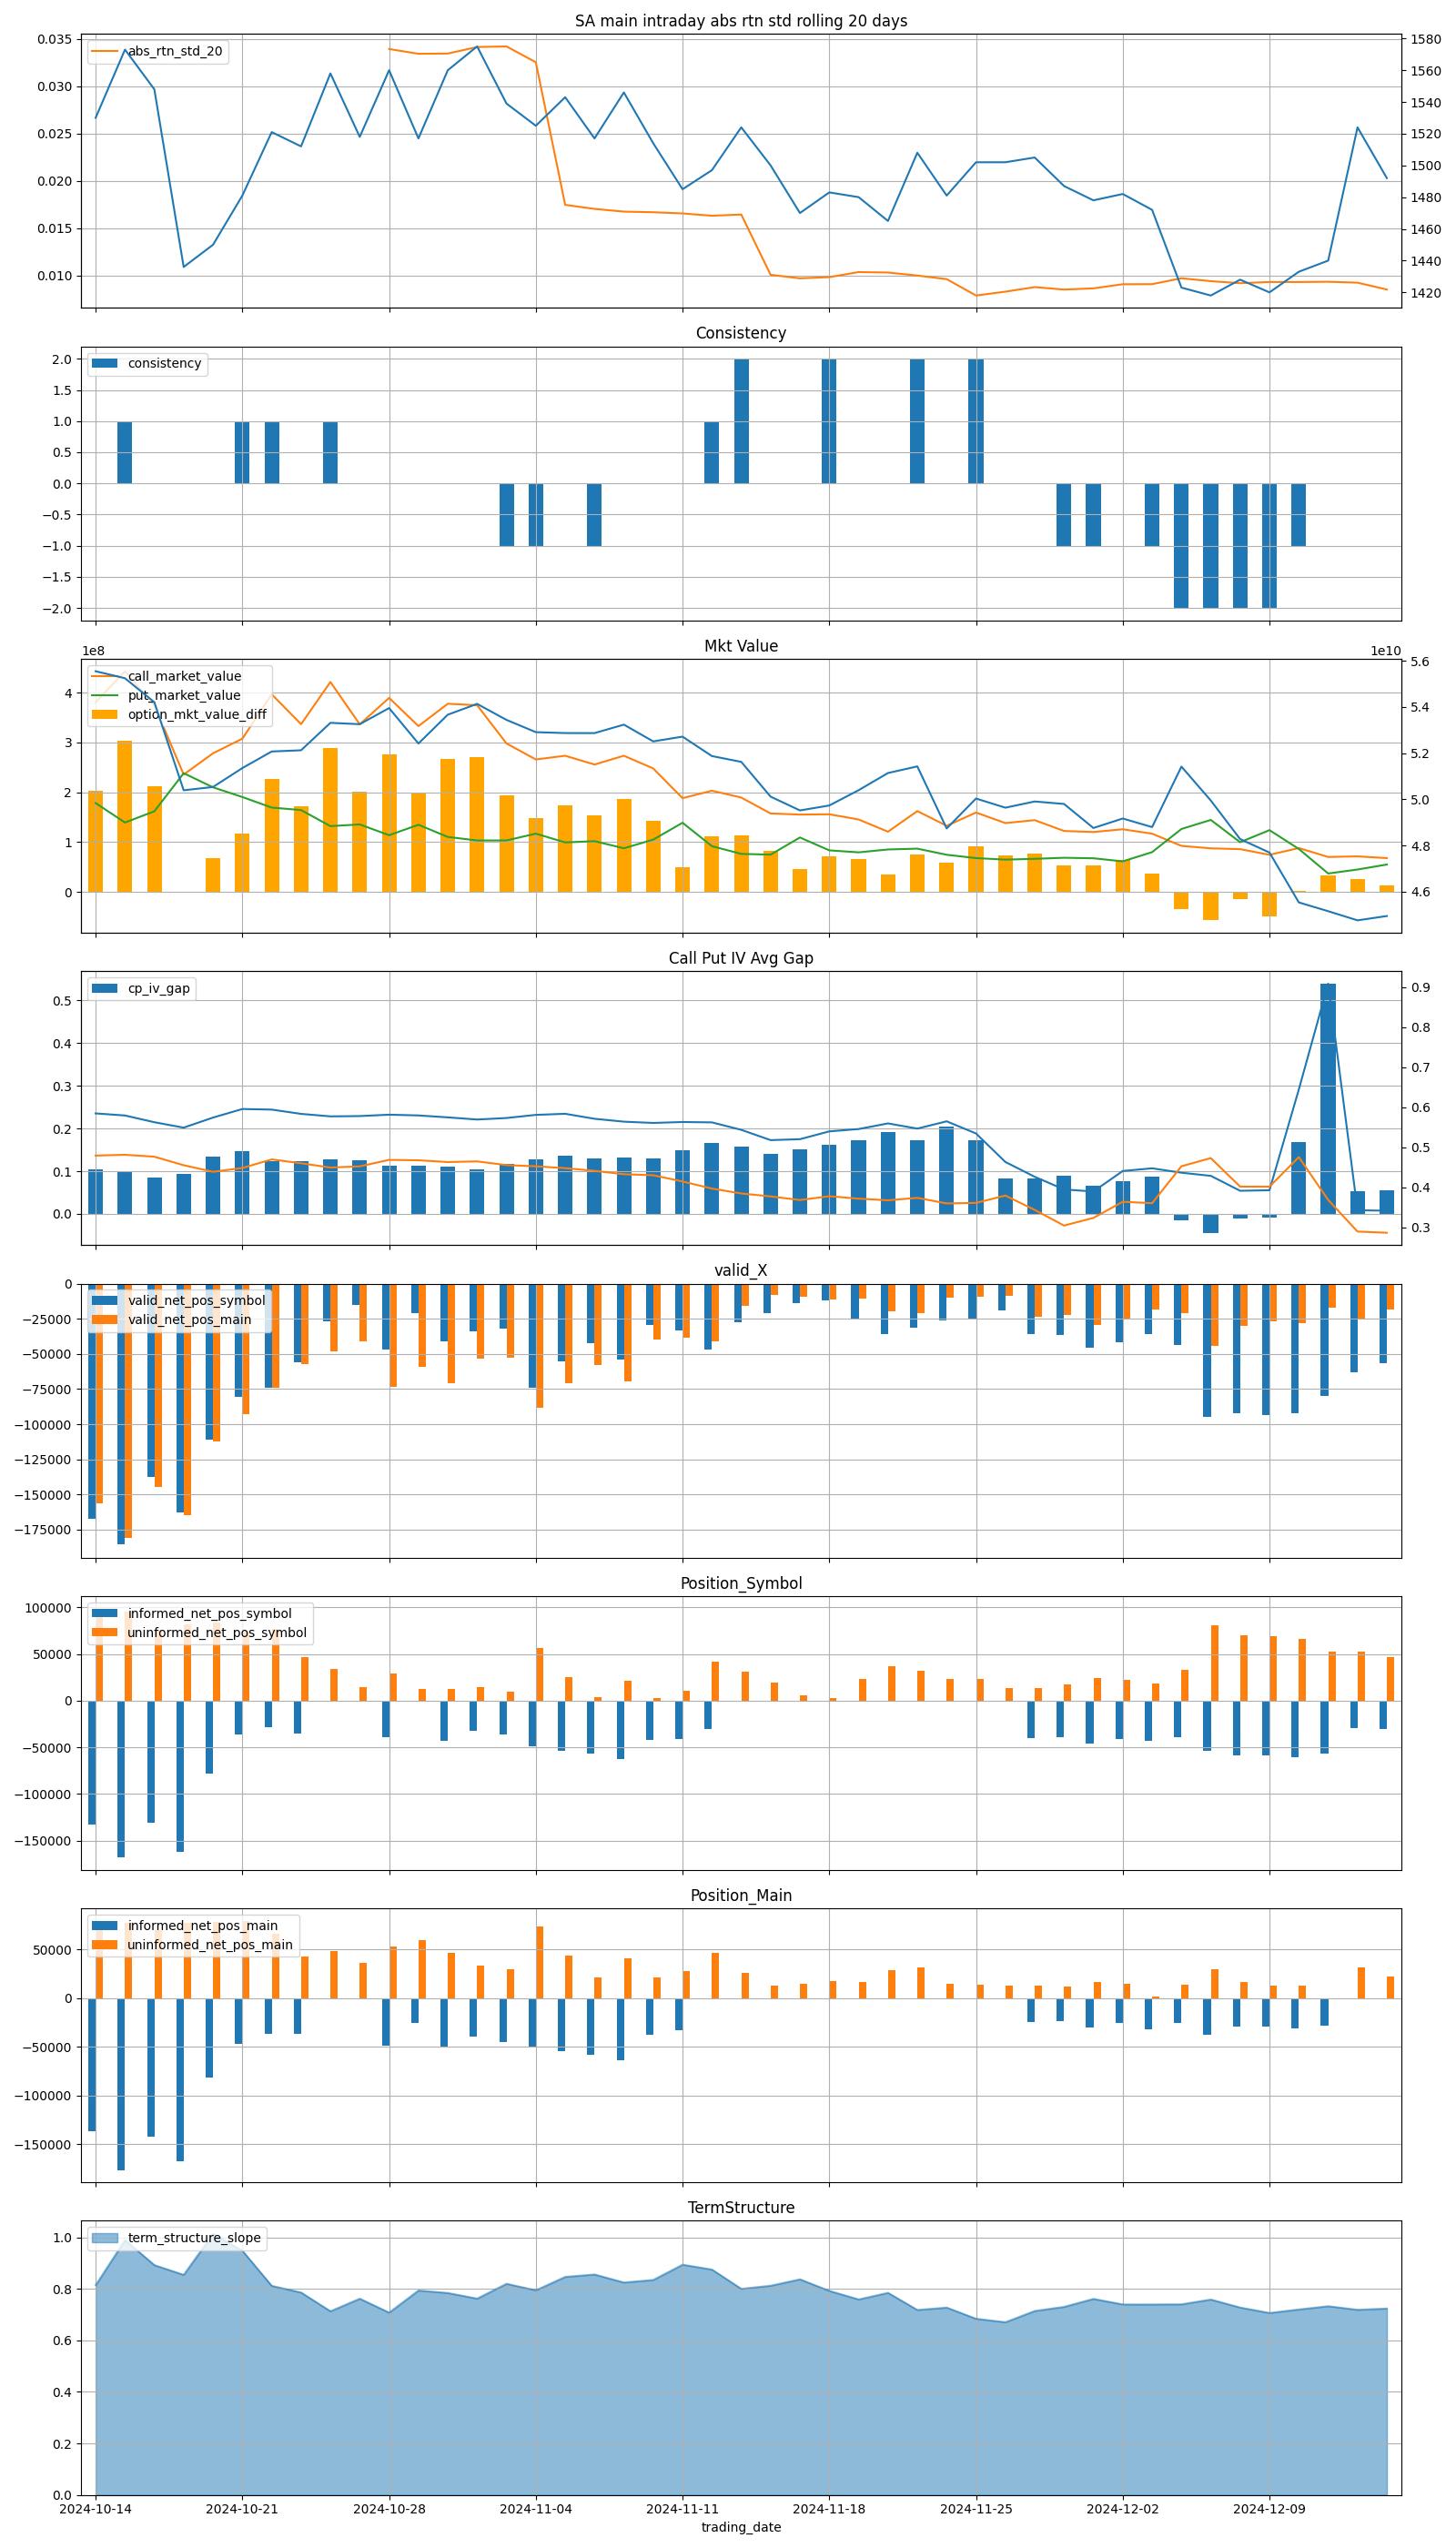 SA main intraday abs rtn std rolling 20 days
abs_rtn_std_20
0.035
0.030
0.025
0.020
0.015
0.010
1580
1560
1540
1520
1500
1480
1460
1440
1420
Consistency
consistency
2.0
1.5
1.0
0.5
0.0
−0.5
−1.0
−1.5
−2.0
Mkt Value
1e8
1e10
call_market_value
put_market_value
option_mkt_value_diff
4
3
2
1
0
5.6
5.4
5.2
5.0
4.8
4.6
Call Put IV Avg Gap
cp_iv_gap
0.5
0.4
0.3
0.2
0.1
0.0
0.9
0.8
0.7
0.6
0.5
0.4
0.3
valid_X
valid_net_pos_symbol
valid_net_pos_main
0
−25000
−50000
−75000
−100000
−125000
−150000
−175000
Position_Symbol
informed_net_pos_symbol
uninformed_net_pos_symbol
100000
50000
0
−50000
−100000
−150000
Position_Main
informed_net_pos_main
uninformed_net_pos_main
50000
0
−50000
−100000
−150000
TermStructure
term_structure_slope
1.0
0.8
0.6
0.4
0.2
0.0
2024-10-14 2024-10-21 2024-10-28 2024-11-04 2024-11-11 2024-11-18 2024-11-25 2024-12-02 2024-12-09
trading_date